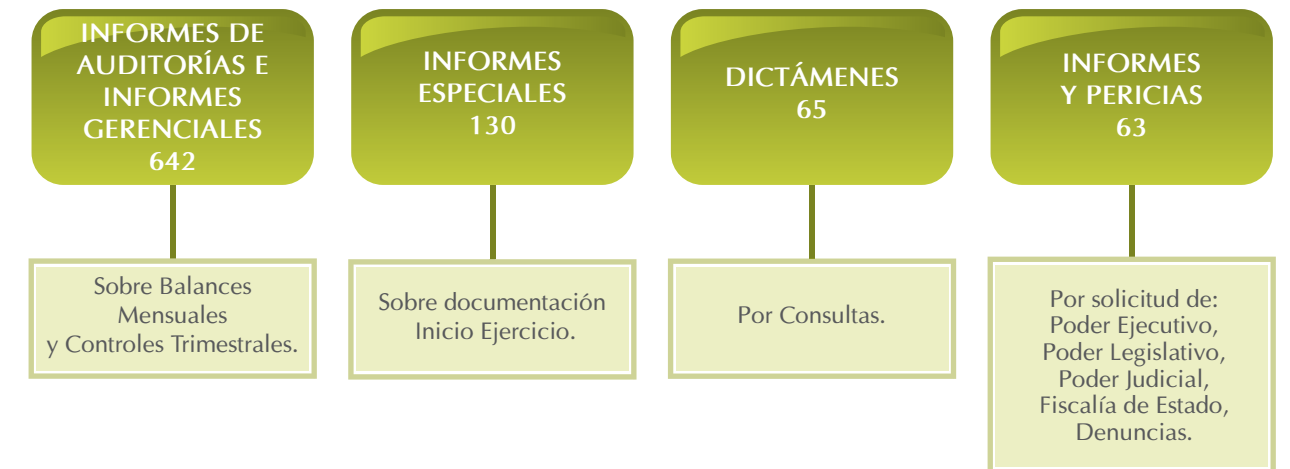 INFORMES DE
AUDITORÍAS E
INFORMES
GERENCIALES
642
Sobre Balances
Mensuales
y Controles Trimestrales.
INFORMES
ESPECIALES
130
Sobre documentación
Inicio Ejercicio.
DICTÁMENES
65
Por Consultas.
INFORMES
Y PERICIAS
63
Por solicitud de:
Poder Ejecutivo,
Poder Legislativo,
Poder Judicial,
Fiscalía de Estado,
Denuncias.